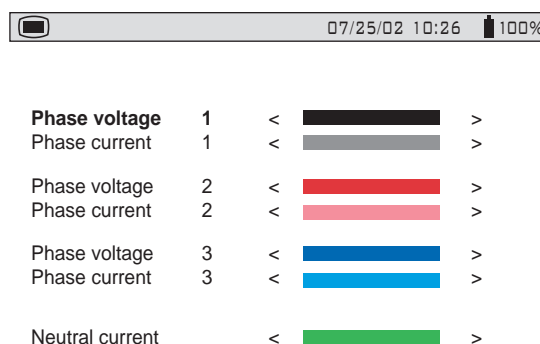 07/25/02 10:26 100%
Phase voltage 1 < >
Phase current 1 < >
Phase voltage 2 < >
Phase current 2 < >
Phase voltage 3 < >
Phase current 3 < >
Neutral current < >